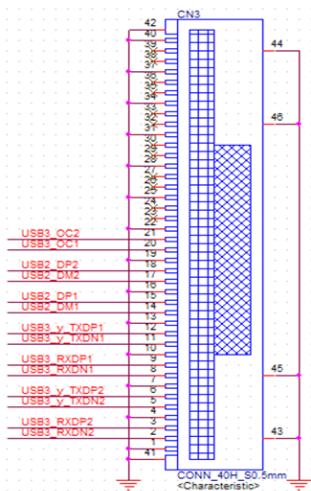 CN3
42
40
39
38
37
36
35
34
33
32
31
30
29
28
27
26
25
24
23
22
21
20
19
18
17
16
15
14
13
12
11
10
9
8
7
6
5
4
3
2
1
41
44
46
45
43
USB3_OC2
USB3_OC1
USB2_DP2
USB2_DM2
USB2_DP1
USB2_DM1
USB3_y_TXDP1
USB3_y_TXDN1
USB3_RXDP1
USB3_RXDN1
USB3_y_TXDP2
USB3_y_TXDN2
USB3_RXDP2
USB3_RXDN2
CONN_40H_S0.5mm
<Characteristic>